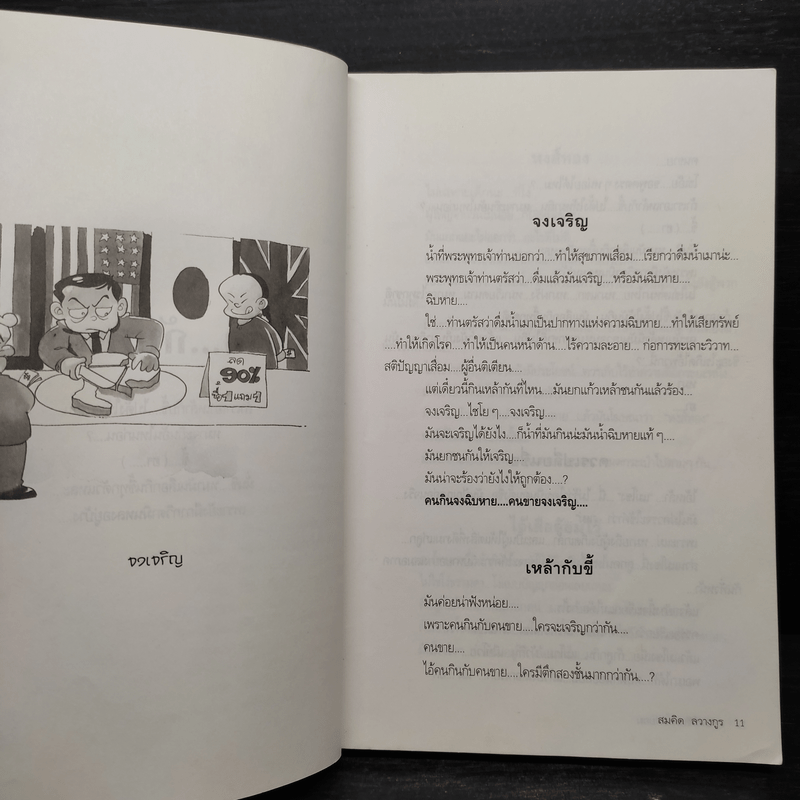 ลด
90%
ซื้อ ๑ แถม ๑
จงเจริญ
จงเจริญ
น้ำที่พระพุทธเจ้าท่านบอกว่า....ทำให้สุขภาพเสื่อม....เรียกว่าดื่มน้ำเมาน่ะ...
พระพุทธเจ้าท่านตรัสว่า....ดื่มแล้วมันเจริญ....หรือมันฉิบหาย....
ฉิบหาย....
ใช่....ท่านตรัสว่าดื่มน้ำเมาเป็นปากทางแห่งความฉิบหาย....ทำให้เสียทรัพย์
....ทำให้เกิดโรค....ทำให้เป็นคนหน้าด้าน....ไร้ความละอาย....ก่อการทะเลาะวิวาท....
สติปัญญาเสื่อม....ผู้อื่นติเตียน....
แต่เดี๋ยวนี้กินเหล้ากันที่ไหน....มันยกแก้วเหล้าชนกันแล้วร้อง....
จงเจริญ....ไชโย ๆ....จงเจริญ....
มันจะเจริญได้ยังไง....ก็น้ำที่มันกินน่ะมันน้ำฉิบหายแท้ ๆ....
มันยกชนกันให้เจริญ....
มันน่าจะร้องว่ายังไงให้ถูกต้อง....?
คนกินจงฉิบหาย....คนขายจงเจริญ....
เหล้ากับขี้
มันค่อยน่าฟังหน่อย....
เพราะคนกินกับคนขาย....ใครจะเจริญกว่ากัน....
คนขาย....
ไอ้คนกินกับคนขาย....ใครมีตึกสองชั้นมากกว่ากัน....?
สมคิด ลวางกูร 11